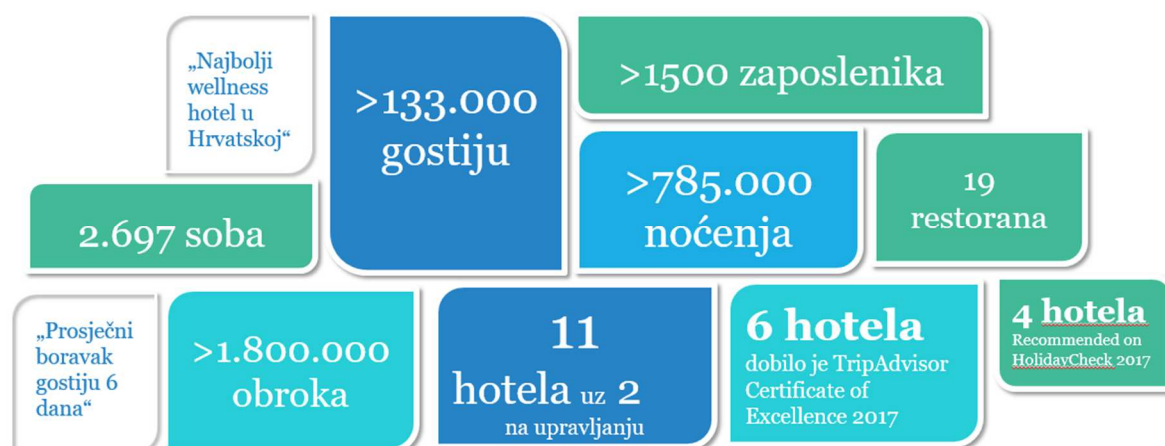 „Najbolji
wellness
hotel u
Hrvatskoj“
>133.000
gostiju
>1500 zaposlenika
2.697 soba
>785.000
noćenja
19
restorana
„Prosječni
boravak
gostiju 6
dana“
>1.800.000
obroka
11
hotela uz 2
na upravljanju
6 hotela
dobilo je TripAdvisor
Certificate of
Excellence 2017
4 hotela
Recommended on
HolidayCheck 2017